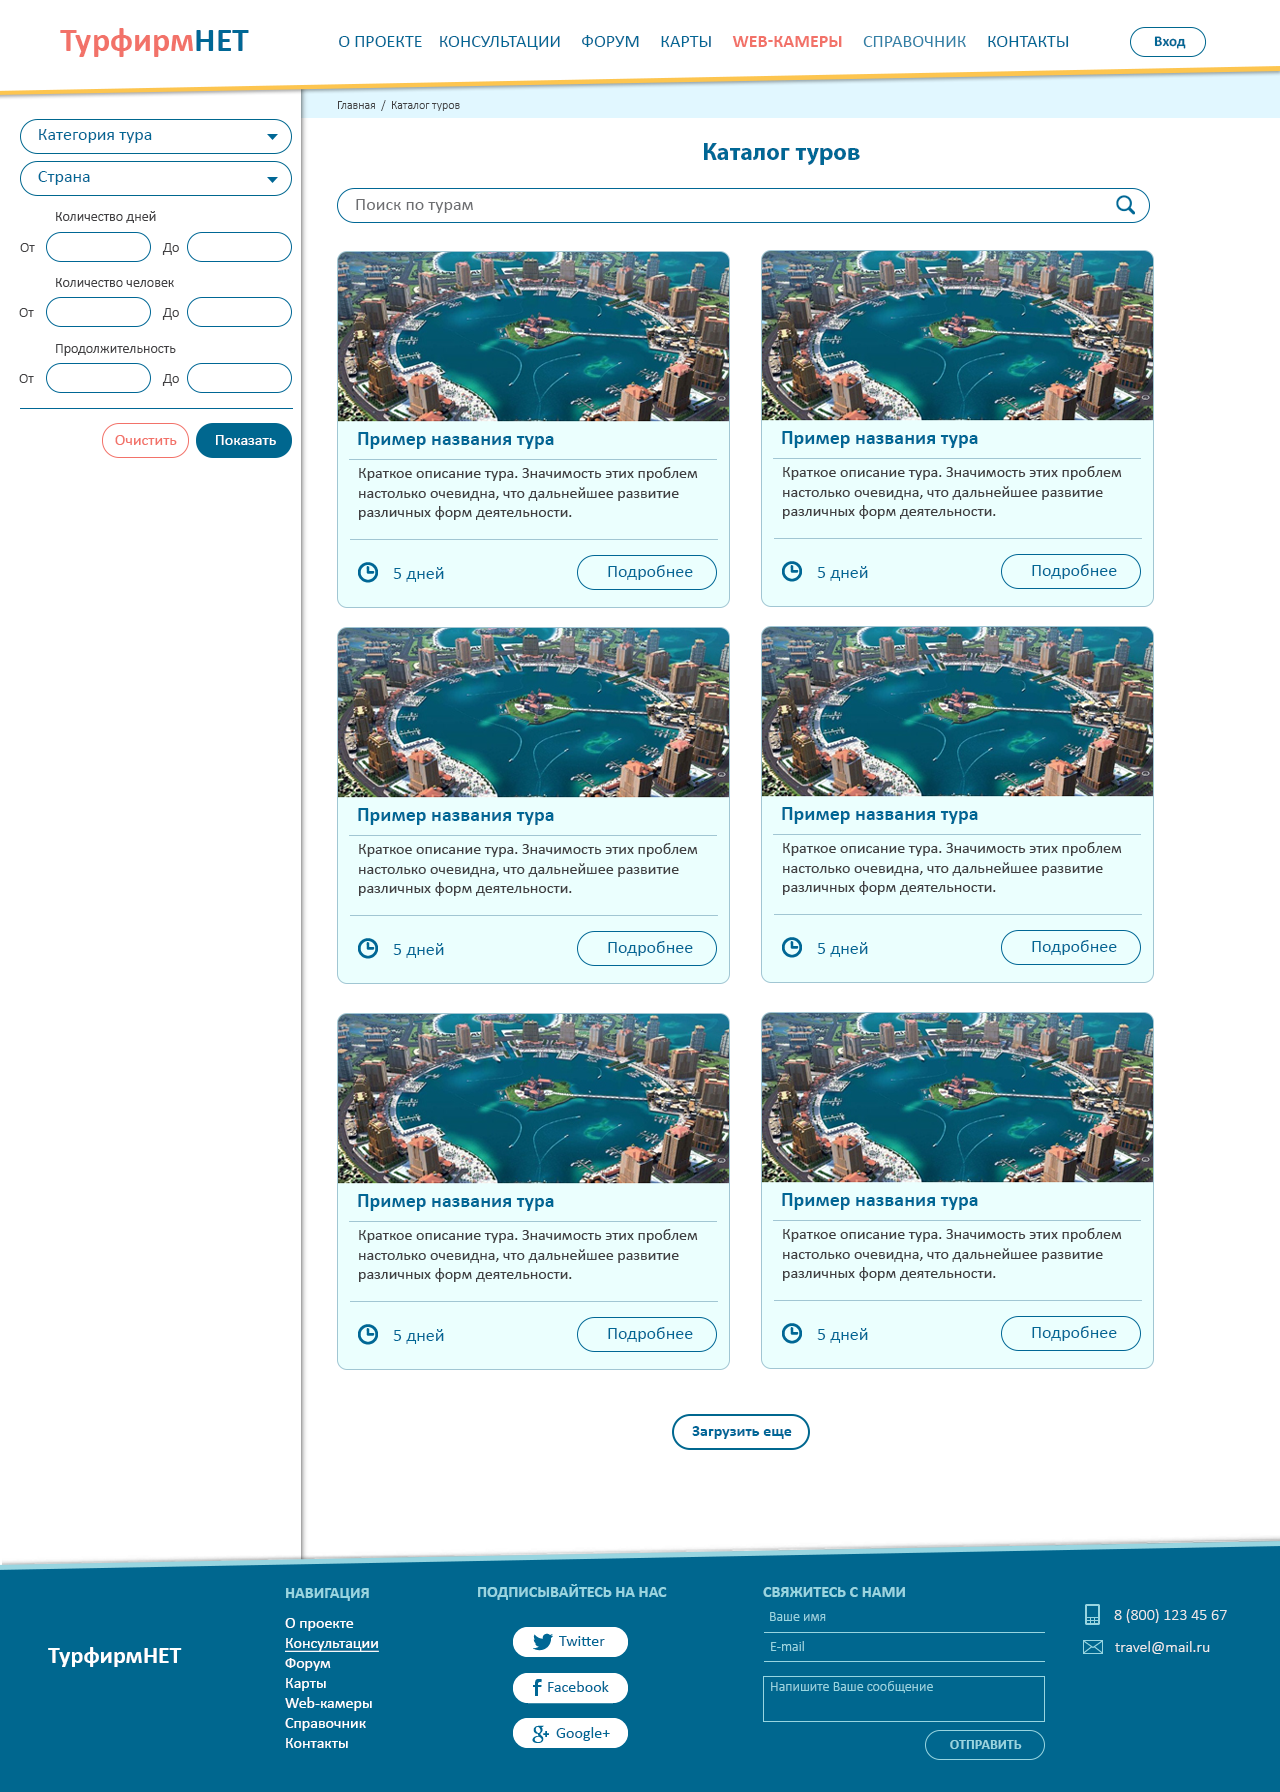 ТурфирмНЕТ
О ПРОЕКТЕ КОНСУЛЬТАЦИИ ФОРУМ КАРТЫ WEB-КАМЕРЫ СПРАВОЧНИК КОНТАКТЫ
Вход
Главная / Каталог туров
Категория тура
Страна
Количество дней
От До
Количество человек
От До
Продолжительность
От До
Очистить Показать
Каталог туров
Поиск по турам
Пример названия тура
Краткое описание тура. Значимость этих проблем
настолько очевидна, что дальнейшее развитие
различных форм деятельности.
5 дней Подробнее
Пример названия тура
Краткое описание тура. Значимость этих проблем
настолько очевидна, что дальнейшее развитие
различных форм деятельности.
5 дней Подробнее
Пример названия тура
Краткое описание тура. Значимость этих проблем
настолько очевидна, что дальнейшее развитие
различных форм деятельности.
5 дней Подробнее
Пример названия тура
Краткое описание тура. Значимость этих проблем
настолько очевидна, что дальнейшее развитие
различных форм деятельности.
5 дней Подробнее
Пример названия тура
Краткое описание тура. Значимость этих проблем
настолько очевидна, что дальнейшее развитие
различных форм деятельности.
5 дней Подробнее
Пример названия тура
Краткое описание тура. Значимость этих проблем
настолько очевидна, что дальнейшее развитие
различных форм деятельности.
5 дней Подробнее
Загрузить еще
ТурфирмНЕТ
НАВИГАЦИЯ
О проекте
Консультации
Форум
Карты
Web-камеры
Справочник
Контакты
ПОДПИСЫВАЙТЕСЬ НА НАС
Twitter
Facebook
Google+
СВЯЖИТЕСЬ С НАМИ
Ваше имя
E-mail
Напишите Ваше сообщение
ОТПРАВИТЬ
8 (800) 123 45 67
travel@mail.ru